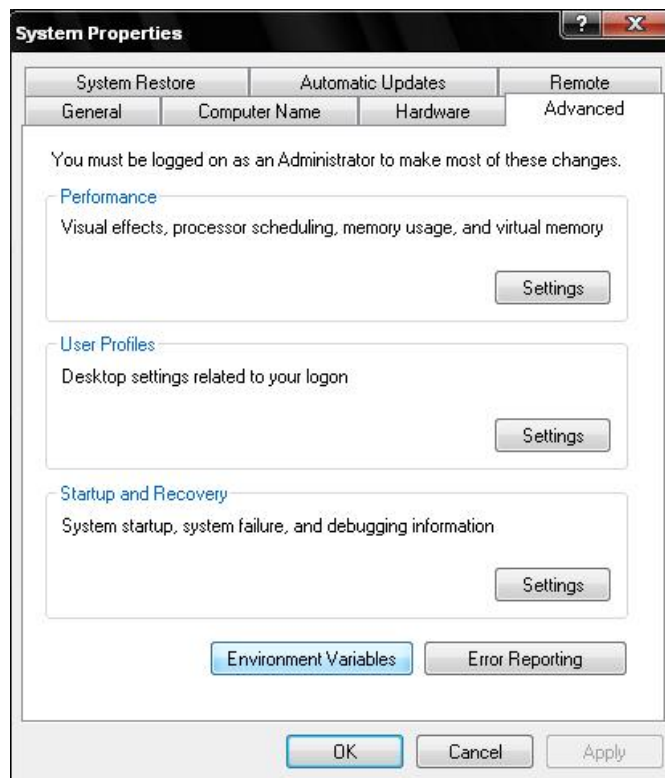 System Properties
?
X
System Restore
Automatic Updates
Remote
General
Computer Name
Hardware
Advanced
You must be logged on as an Administrator to make most of these changes.
Performance
Visual effects, processor scheduling, memory usage, and virtual memory
Settings
User Profiles
Desktop settings related to your logon
Settings
Startup and Recovery
System startup, system failure, and debugging information
Settings
Environment Variables
Error Reporting
OK
Cancel
Apply